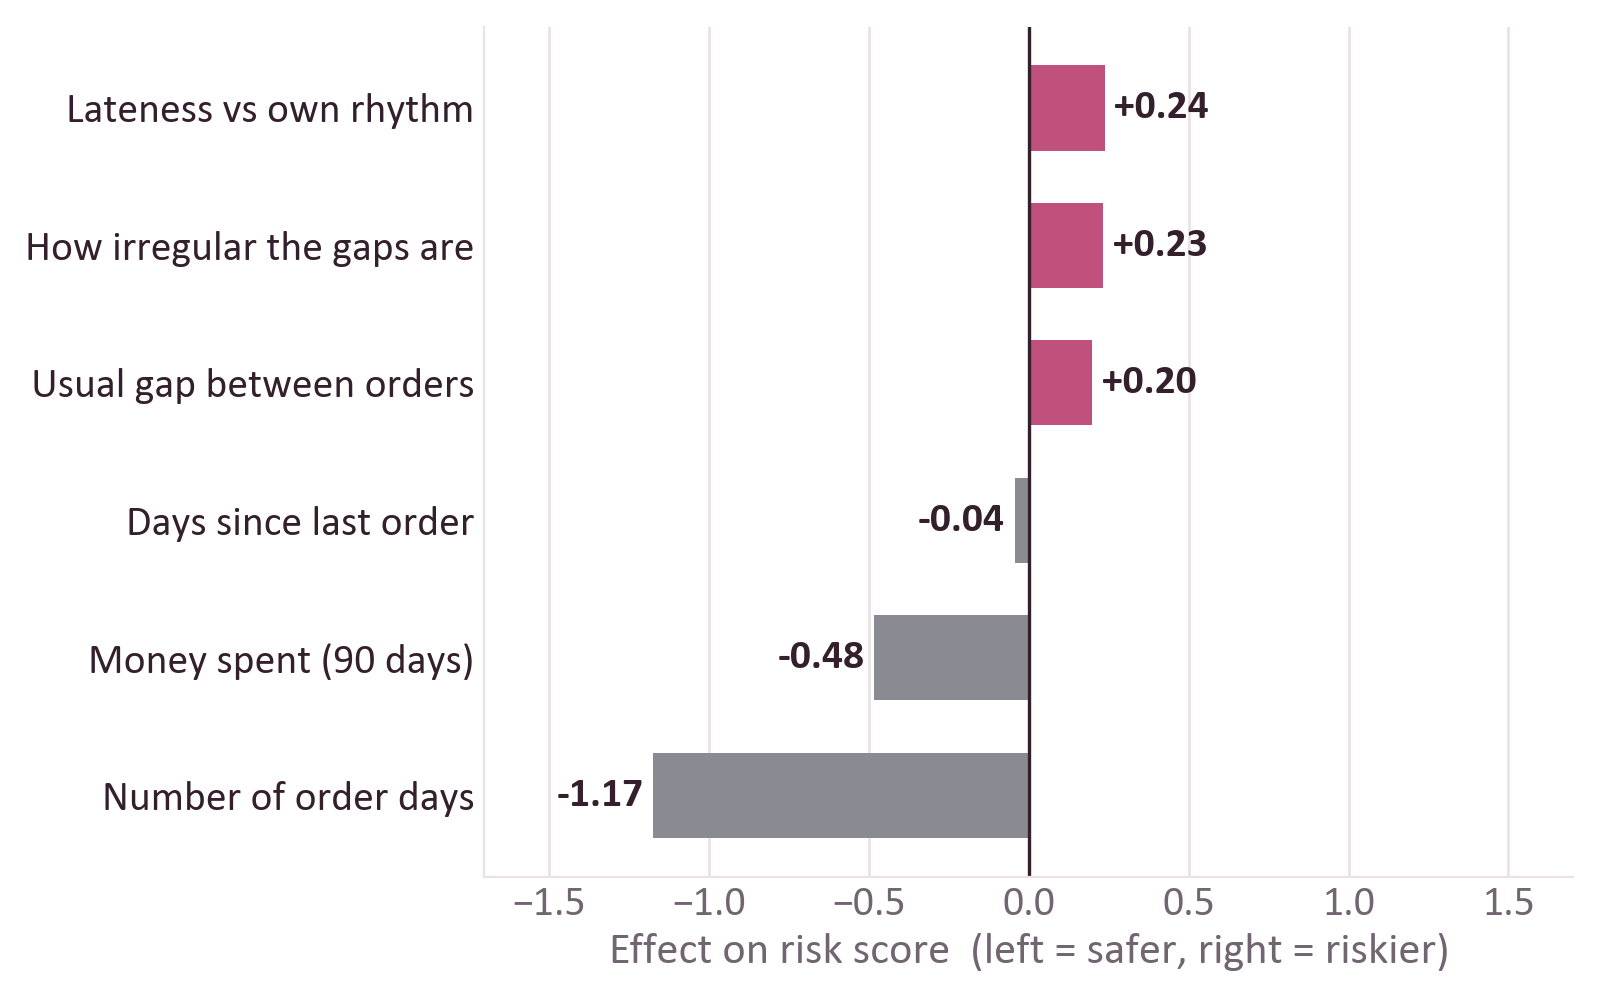 Lateness vs own rhythm
+0.24
How irregular the gaps are
+0.23
Usual gap between orders
+0.20
Days since last order
-0.04
Money spent (90 days)
-0.48
Number of order days
-1.17
−1.5 −1.0 −0.5 0.0 0.5 1.0 1.5
Effect on risk score  (left = safer, right = riskier)